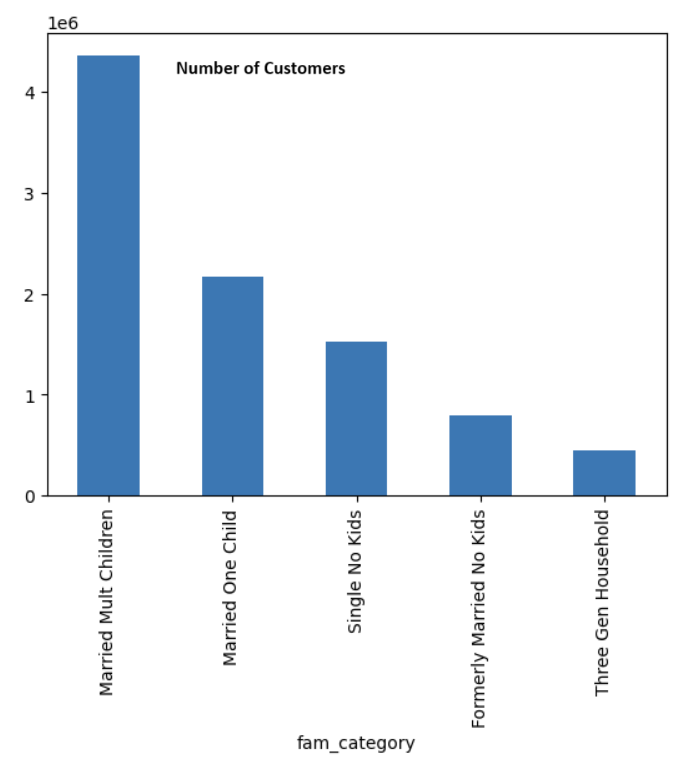 1e6
Number of Customers
4
3
2
1
0
Married Mult Children
Married One Child
Single No Kids
Formerly Married No Kids
Three Gen Household
fam_category